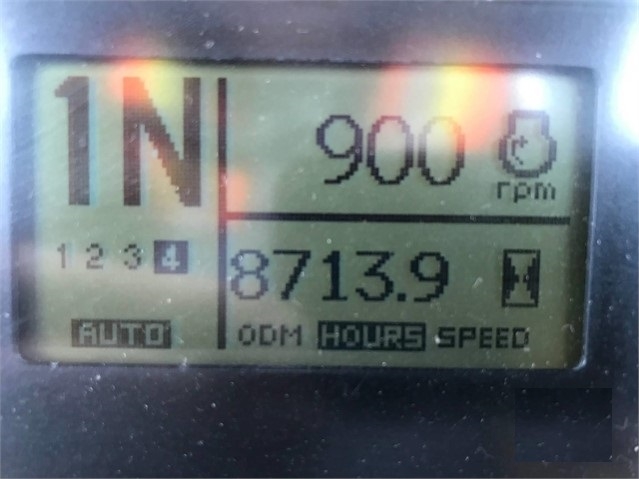 1N
900
rpm
1 2 3 4
8713.9
AUTO
ODM HOURS SPEED